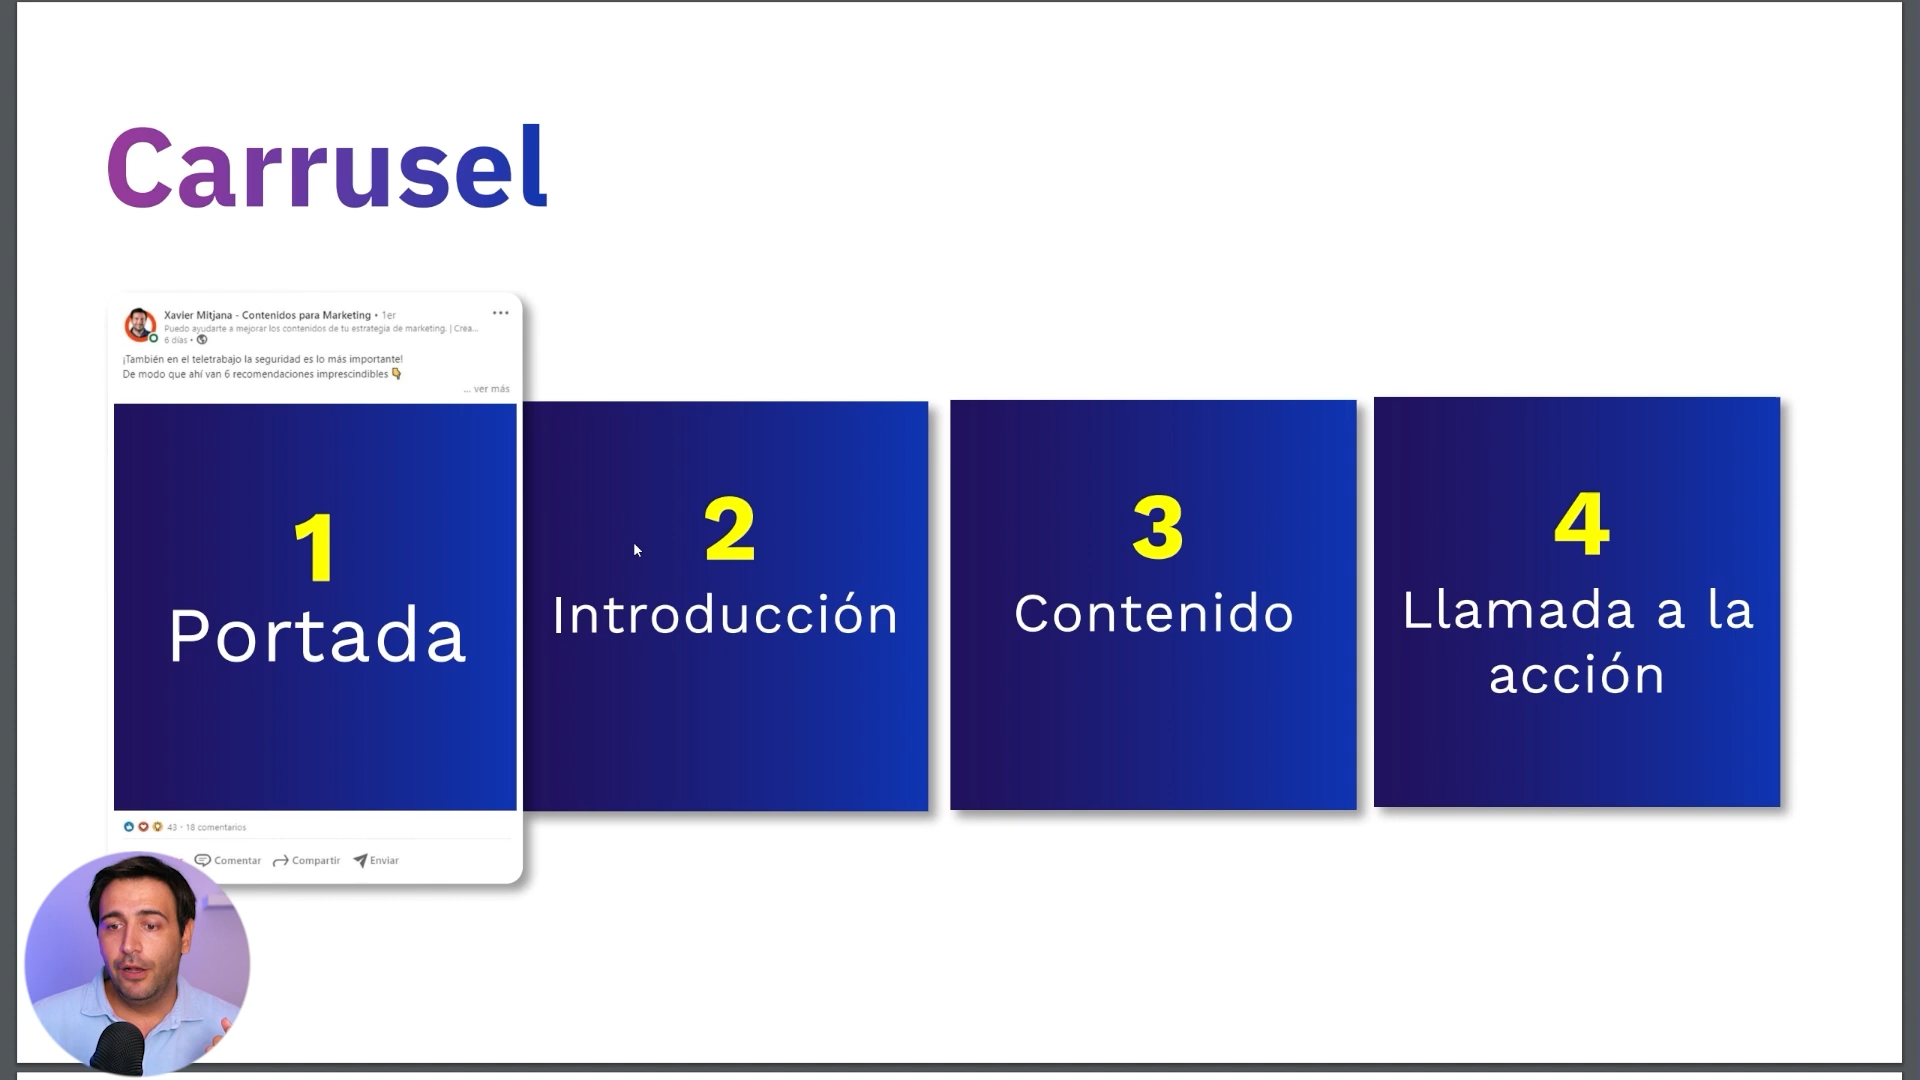 Carrusel
Xavier Mitjana - Contenidos para Marketing • 1er
Puedo ayudarte a mejorar los contenidos de tu estrategia de marketing. | Crea...
6 días •
¡También en el teletrabajo la seguridad es lo más importante!
De modo que ahí van 6 recomendaciones imprescindibles
... ver más
1
Portada
2
Introducción
3
Contenido
4
Llamada a la
acción
43 · 18 comentarios
Comentar
Compartir
Enviar